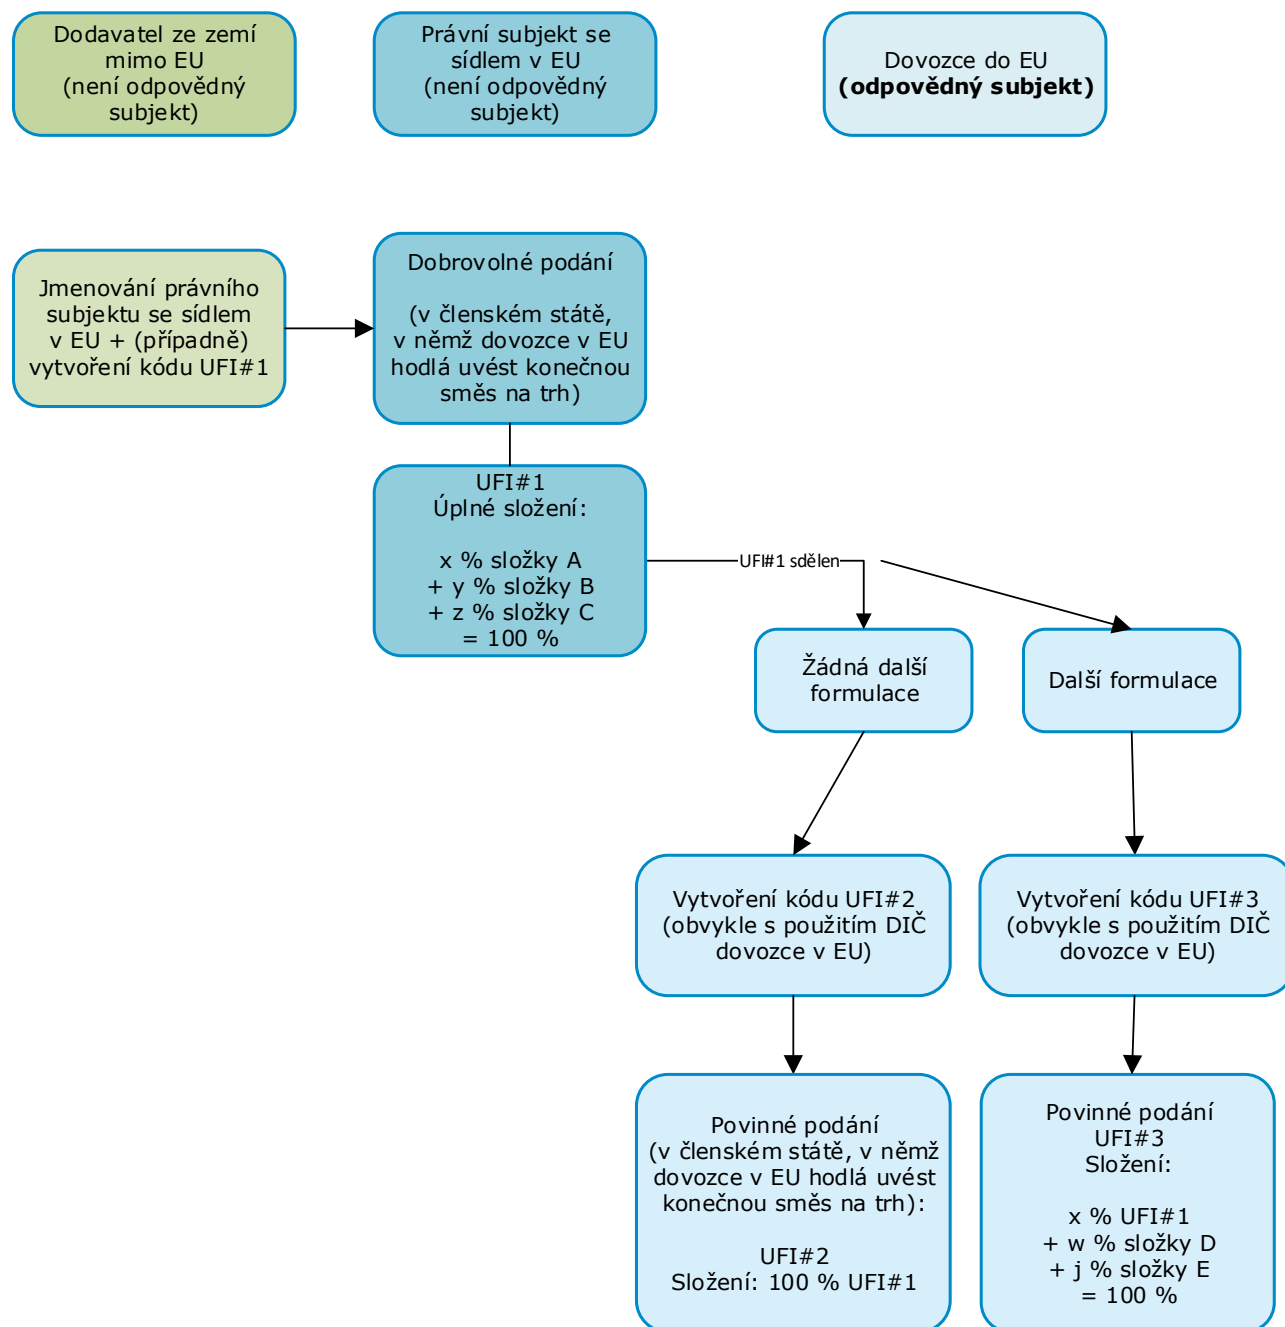 Dodavatel ze zemí
mimo EU
(není odpovědný
subjekt)
Právní subjekt se
sídlem v EU
(není odpovědný
subjekt)
Dovozce do EU
(odpovědný subjekt)
Jmenování právního
subjektu se sídlem
v EU + (případně)
vytvoření kódu UFI#1
Dobrovolné podání
(v členském státě,
v němž dovozce v EU
hodlá uvést konečnou
směs na trh)
UFI#1
Úplné složení:
x % složky A
+ y % složky B
+ z % složky C
= 100 %
UFI#1 sdělen
Žádná další
formulace
Další formulace
Vytvoření kódu UFI#2
(obvykle s použitím DIČ
dovozce v EU)
Vytvoření kódu UFI#3
(obvykle s použitím DIČ
dovozce v EU)
Povinné podání
(v členském státě, v němž
dovozce v EU hodlá uvést
konečnou směs na trh):
UFI#2
Složení: 100 % UFI#1
Povinné podání
UFI#3
Složení:
x % UFI#1
+ w % složky D
+ j % složky E
= 100 %